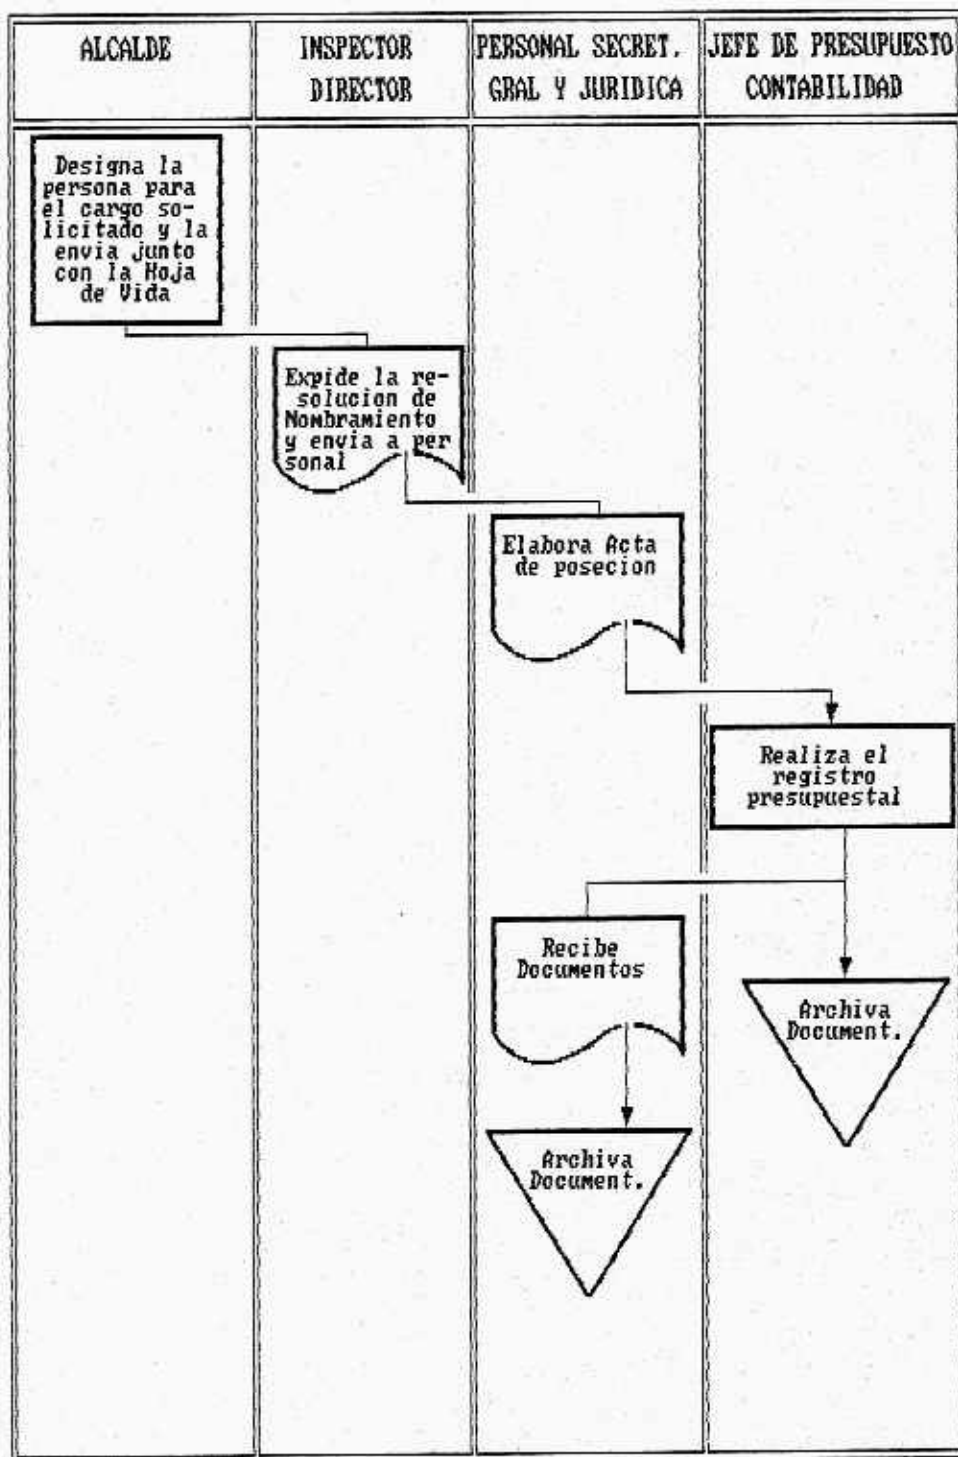 ALCALDE
INSPECTOR
DIRECTOR
PERSONAL SECRET.
GRAL Y JURIDICA
JEFE DE PRESUPUESTO
CONTABILIDAD
Designa la
persona para
el cargo so-
licitado y la
envia junto
con la Hoja
de Vida
Expide la re-
solucion de
Nombramiento
y envia a per
sonal
Elabora Acta
de posecion
Realiza el
registro
presupuestal
Recibe
Documentos
Archiva
Document.
Archiva
Document.